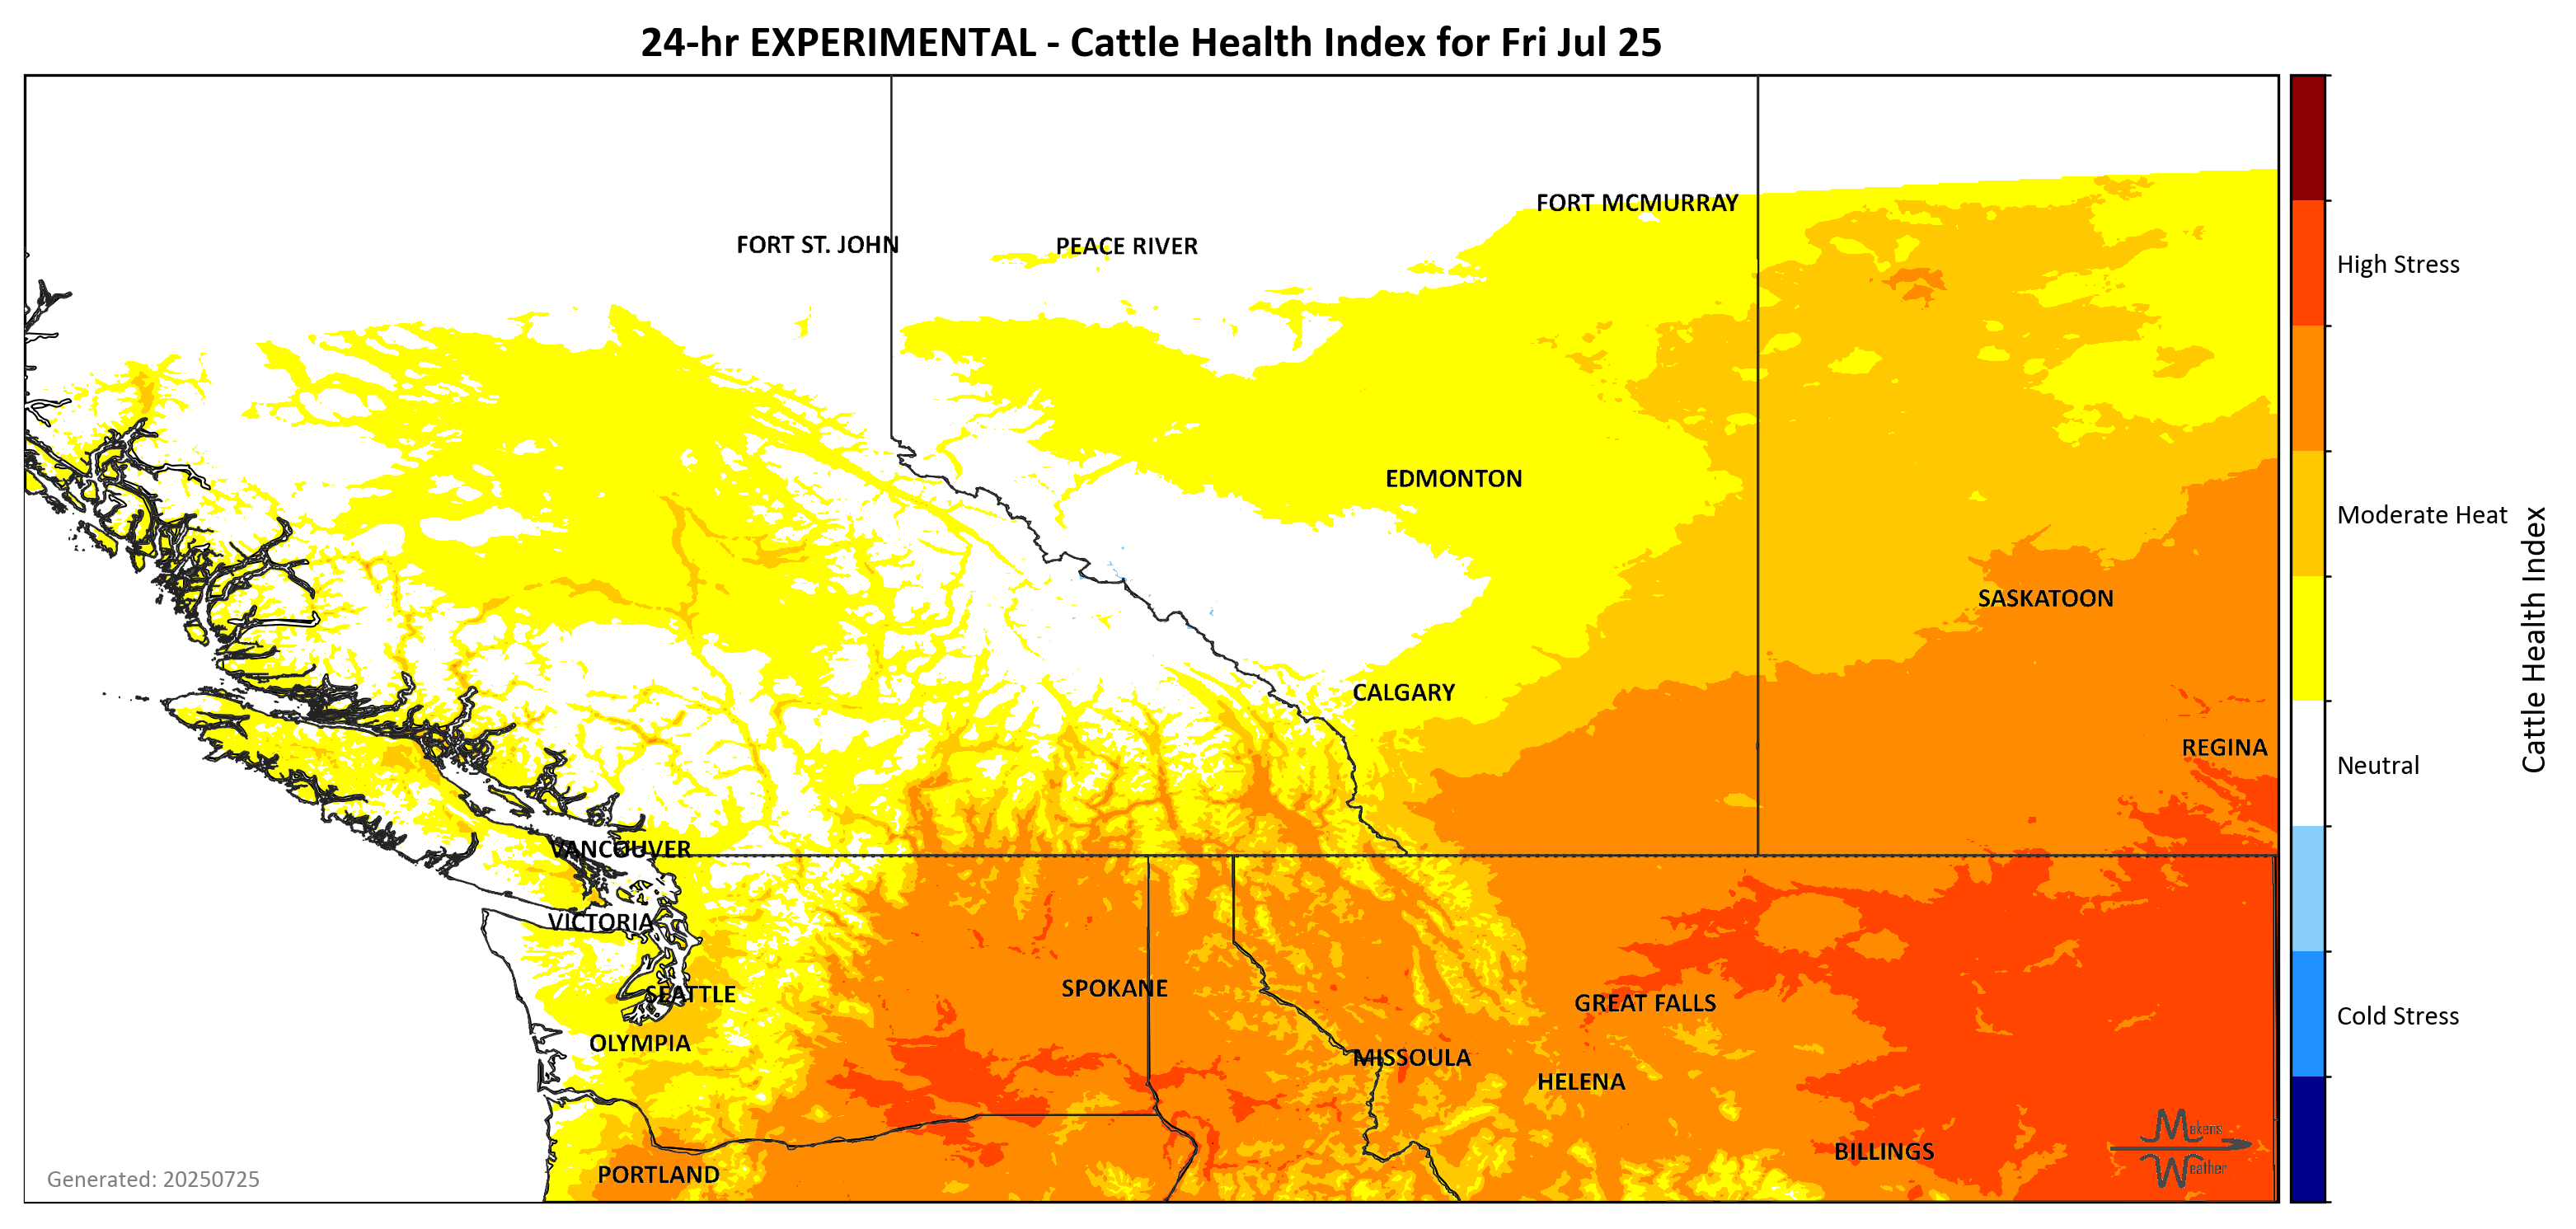 24-hr EXPERIMENTAL - Cattle Health Index for Fri Jul 25
FORT MCMURRAY
FORT ST. JOHN
PEACE RIVER
High Stress
EDMONTON
Moderate Heat
SASKATOON
CALGARY
REGINA
Neutral
Cattle Health Index
VANCOUVER
VICTORIA
SEATTLE
SPOKANE
GREAT FALLS
Cold Stress
OLYMPIA
MISSOULA
HELENA
BILLINGS
Makens
Weather
PORTLAND
Generated: 20250725